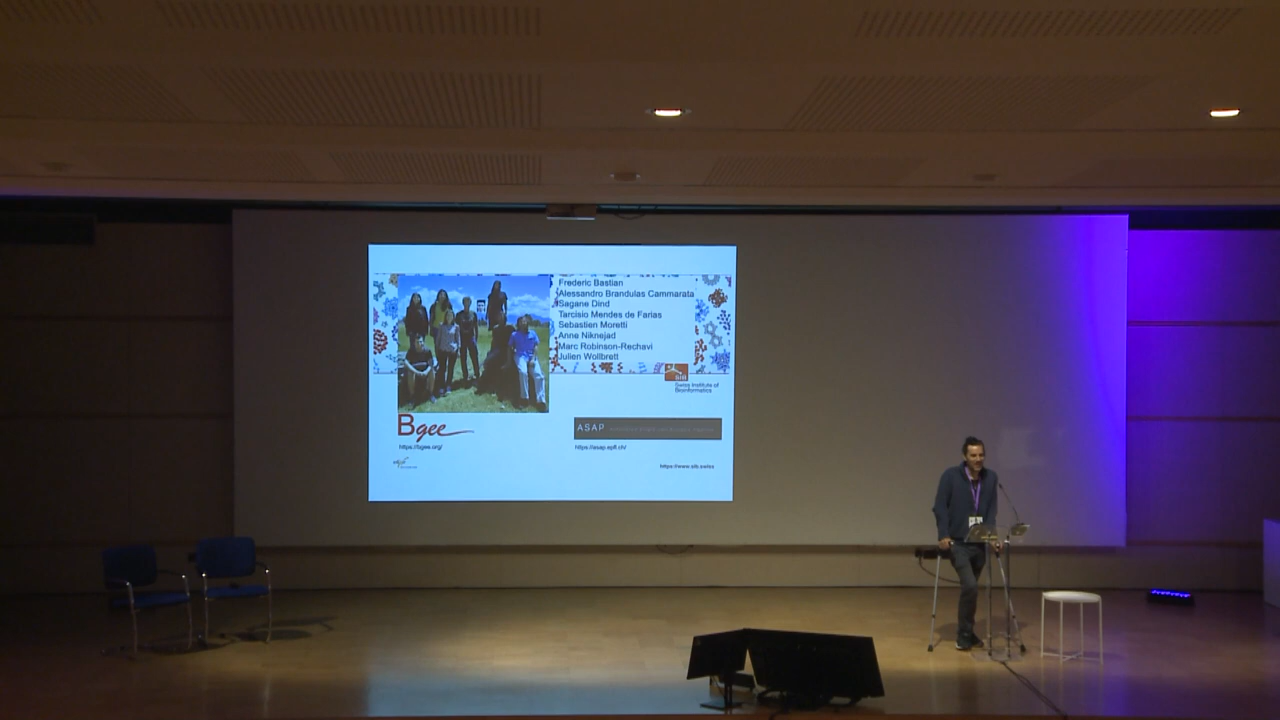 Frederic Bastian
Alessandro Brandulas Cammarata
Sagane Dind
Tarcisio Mendes de Farias
Sebastien Moretti
Anne Niknejad
Marc Robinson-Rechavi
Julien Wollbrett
SIB
Swiss Institute of
Bioinformatics
Bgee
https://bgee.org/
ASAP
https://asap.epfl.ch/
https://www.sib.swiss